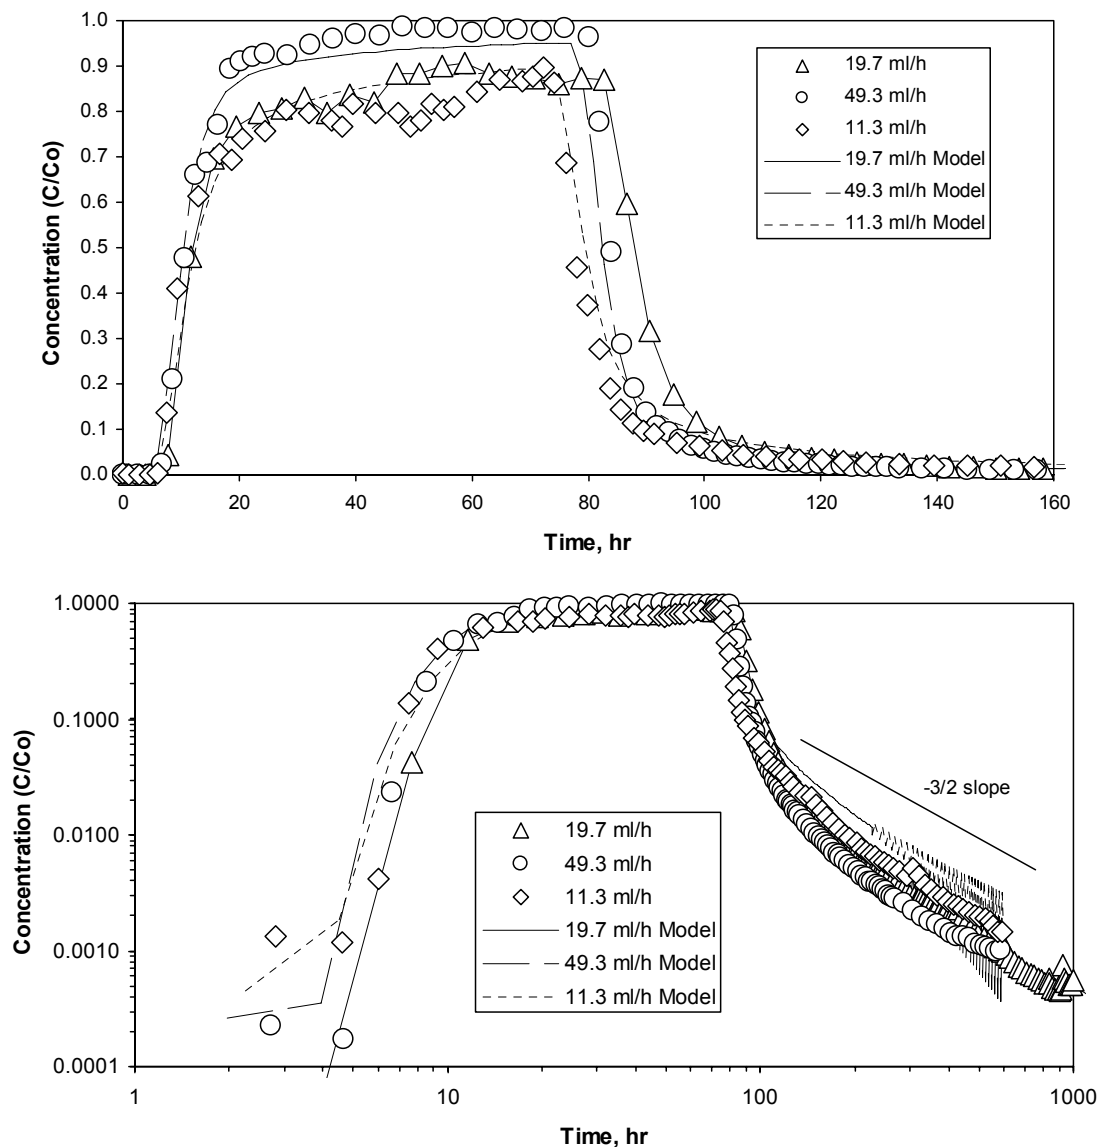 1.0
0.9
0.8
0.7
0.6
0.5
0.4
0.3
0.2
0.1
0.0
Concentration (C/Co)
0 20 40 60 80 100 120 140 160
Time, hr
19.7 ml/h
49.3 ml/h
11.3 ml/h
19.7 ml/h Model
49.3 ml/h Model
11.3 ml/h Model
1.0000
0.1000
0.0100
0.0010
0.0001
Concentration (C/Co)
1 10 100 1000
Time, hr
-3/2 slope
19.7 ml/h
49.3 ml/h
11.3 ml/h
19.7 ml/h Model
49.3 ml/h Model
11.3 ml/h Model